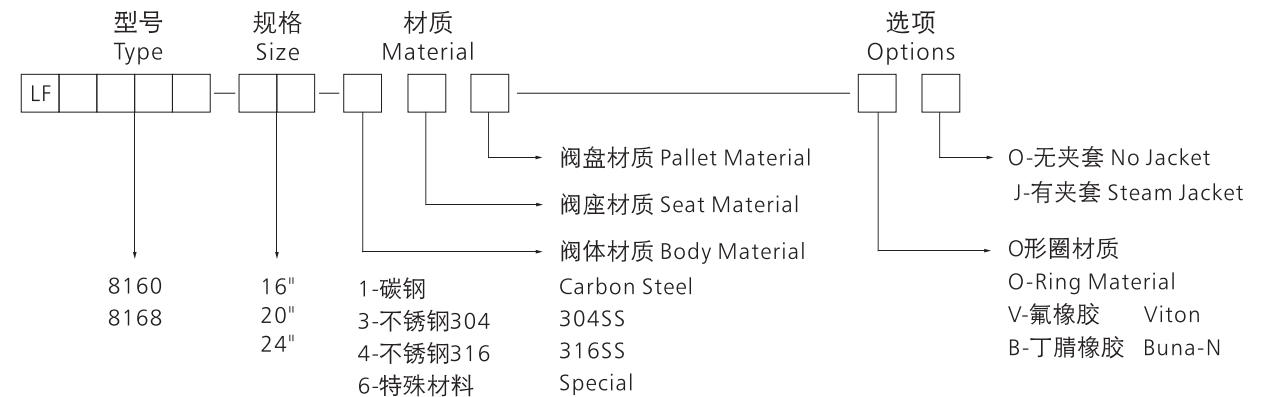 型号 规格 材质 选项
Type Size Material Options
LF
阀盘材质 Pallet Material
O-无夹套 No Jacket
J-有夹套 Steam Jacket
阀座材质 Seat Material
阀体材质 Body Material
O形圈材质
8160 16" 1-碳钢 Carbon Steel O-Ring Material
8168 20" 3-不锈钢304 304SS V-氟橡胶 Viton
24" 4-不锈钢316 316SS B-丁腈橡胶 Buna-N
6-特殊材料 Special